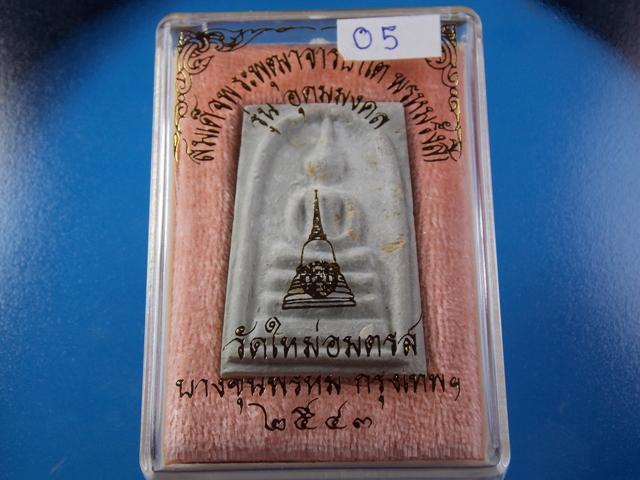 05
สมเด็จพระพุฒาจารย์โต พรหมรังสี
รุ่น อุดมมงคล
วัดใหม่อมตรส
บางขุนพรหม กรุงเทพฯ
๒๕๔๓